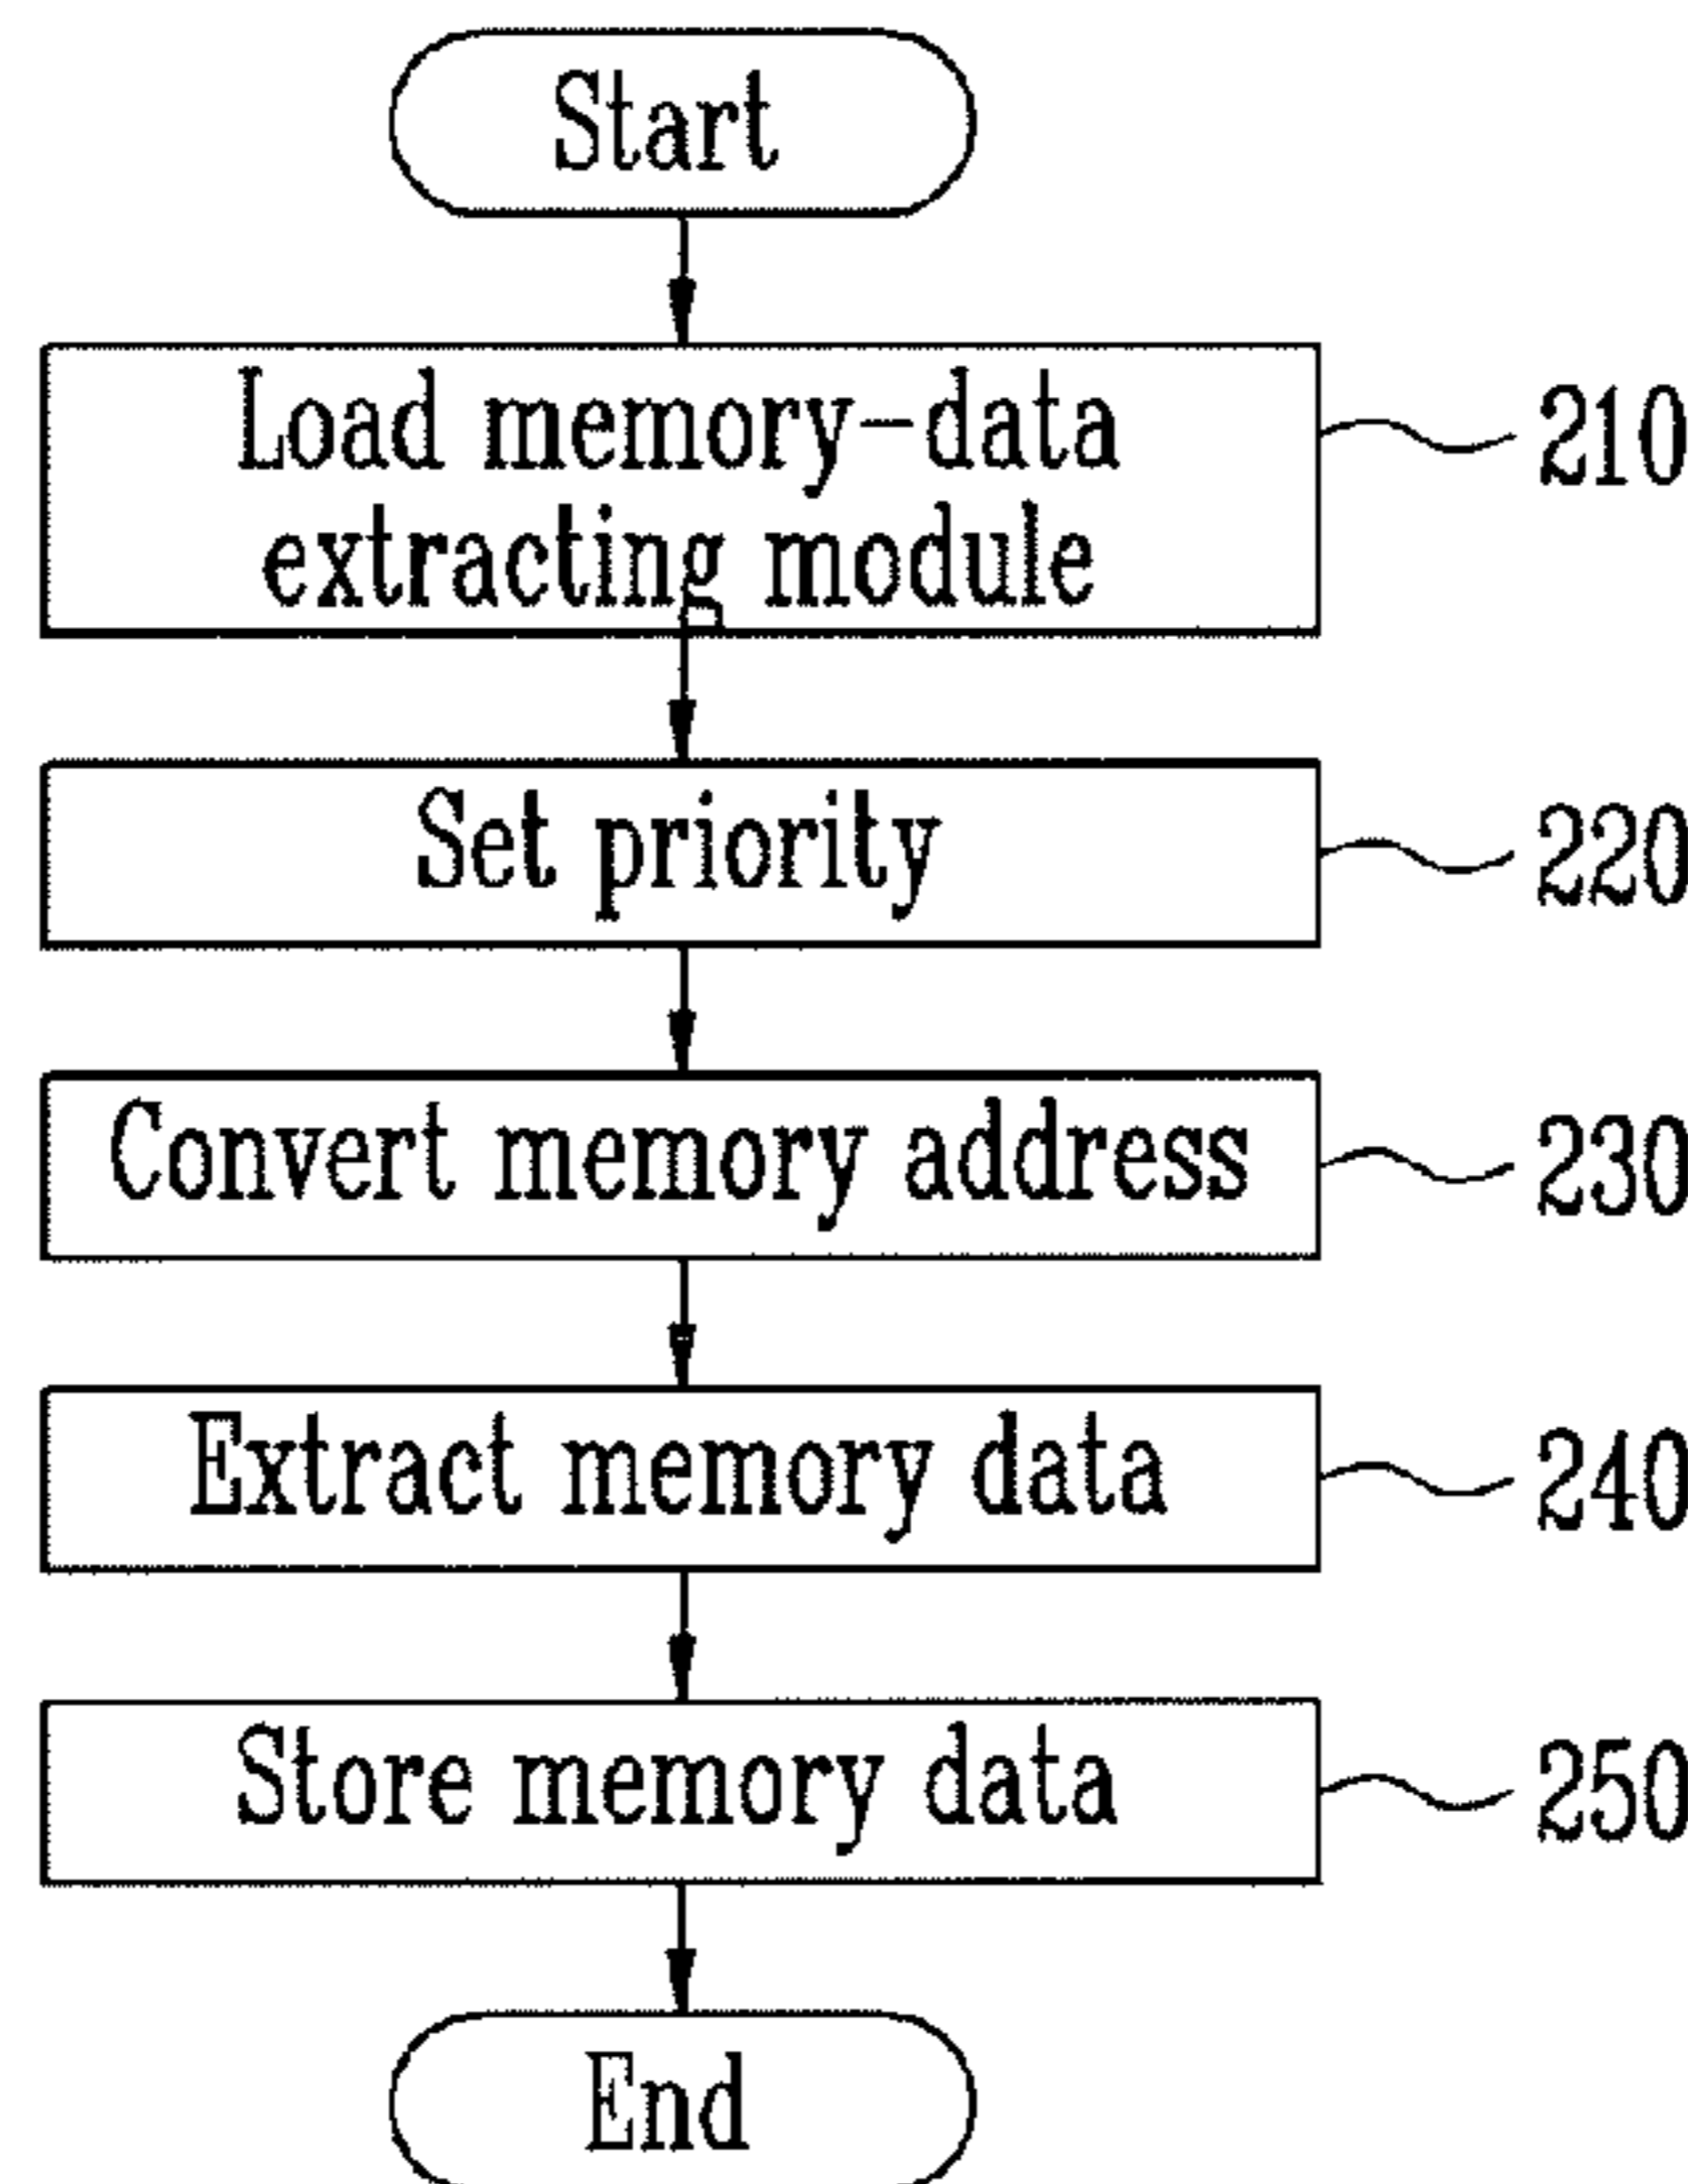 Start
Load memory-data
extracting module
210
Set priority
220
Convert memory address
230
Extract memory data
240
Store memory data
250
End